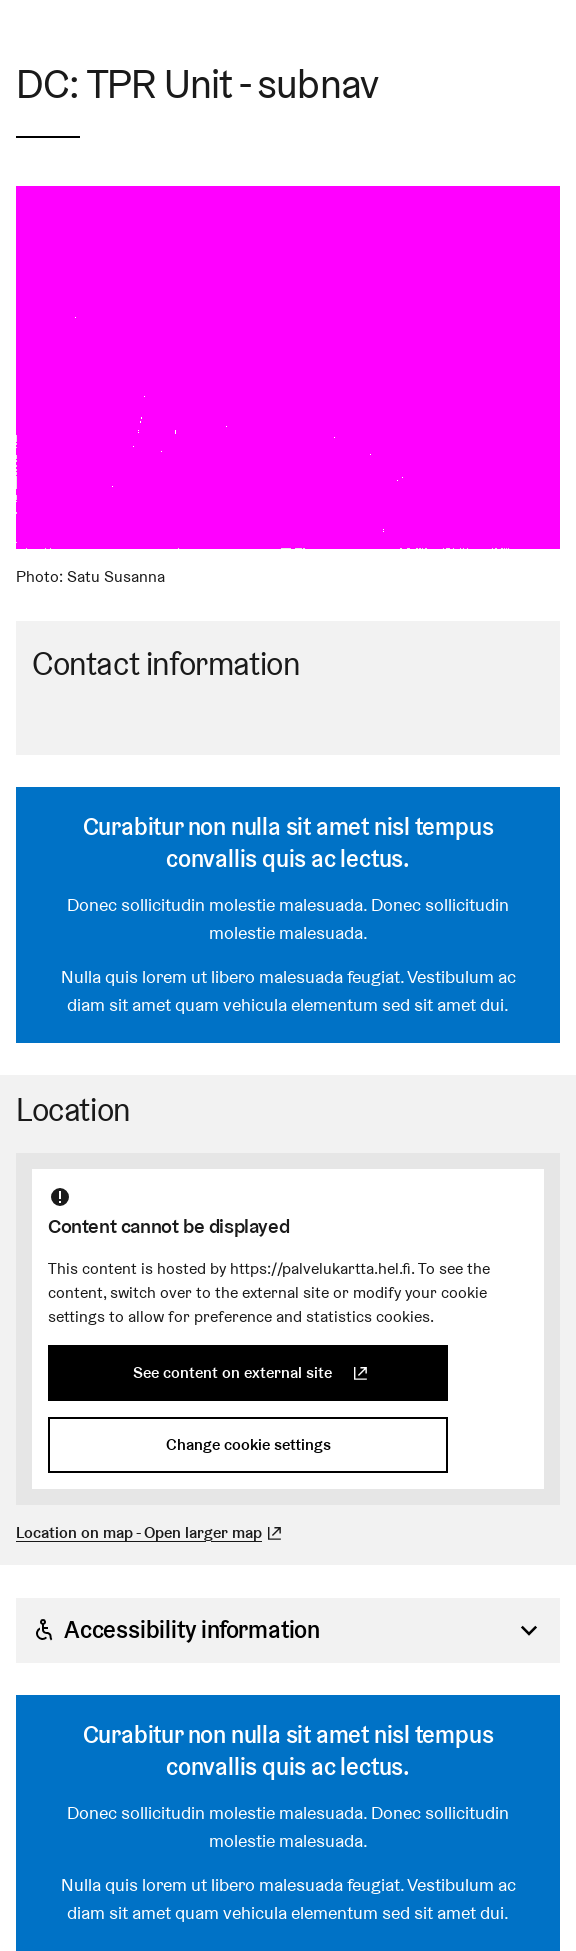 DC: TPR Unit - subnav
Photo: Satu Susanna
Contact information
Curabitur non nulla sit amet nisl tempus
convallis quis ac lectus.
Donec sollicitudin molestie malesuada. Donec sollicitudin
molestie malesuada.
Nulla quis lorem ut libero malesuada feugiat. Vestibulum ac
diam sit amet quam vehicula elementum sed sit amet dui.
Location
Content cannot be displayed
This content is hosted by https://palvelukartta.hel.fi. To see the
content, switch over to the external site or modify your cookie
settings to allow for preference and statistics cookies.
See content on external site
Change cookie settings
Location on map - Open larger map
Accessibility information
Curabitur non nulla sit amet nisl tempus
convallis quis ac lectus.
Donec sollicitudin molestie malesuada. Donec sollicitudin
molestie malesuada.
Nulla quis lorem ut libero malesuada feugiat. Vestibulum ac
diam sit amet quam vehicula elementum sed sit amet dui.